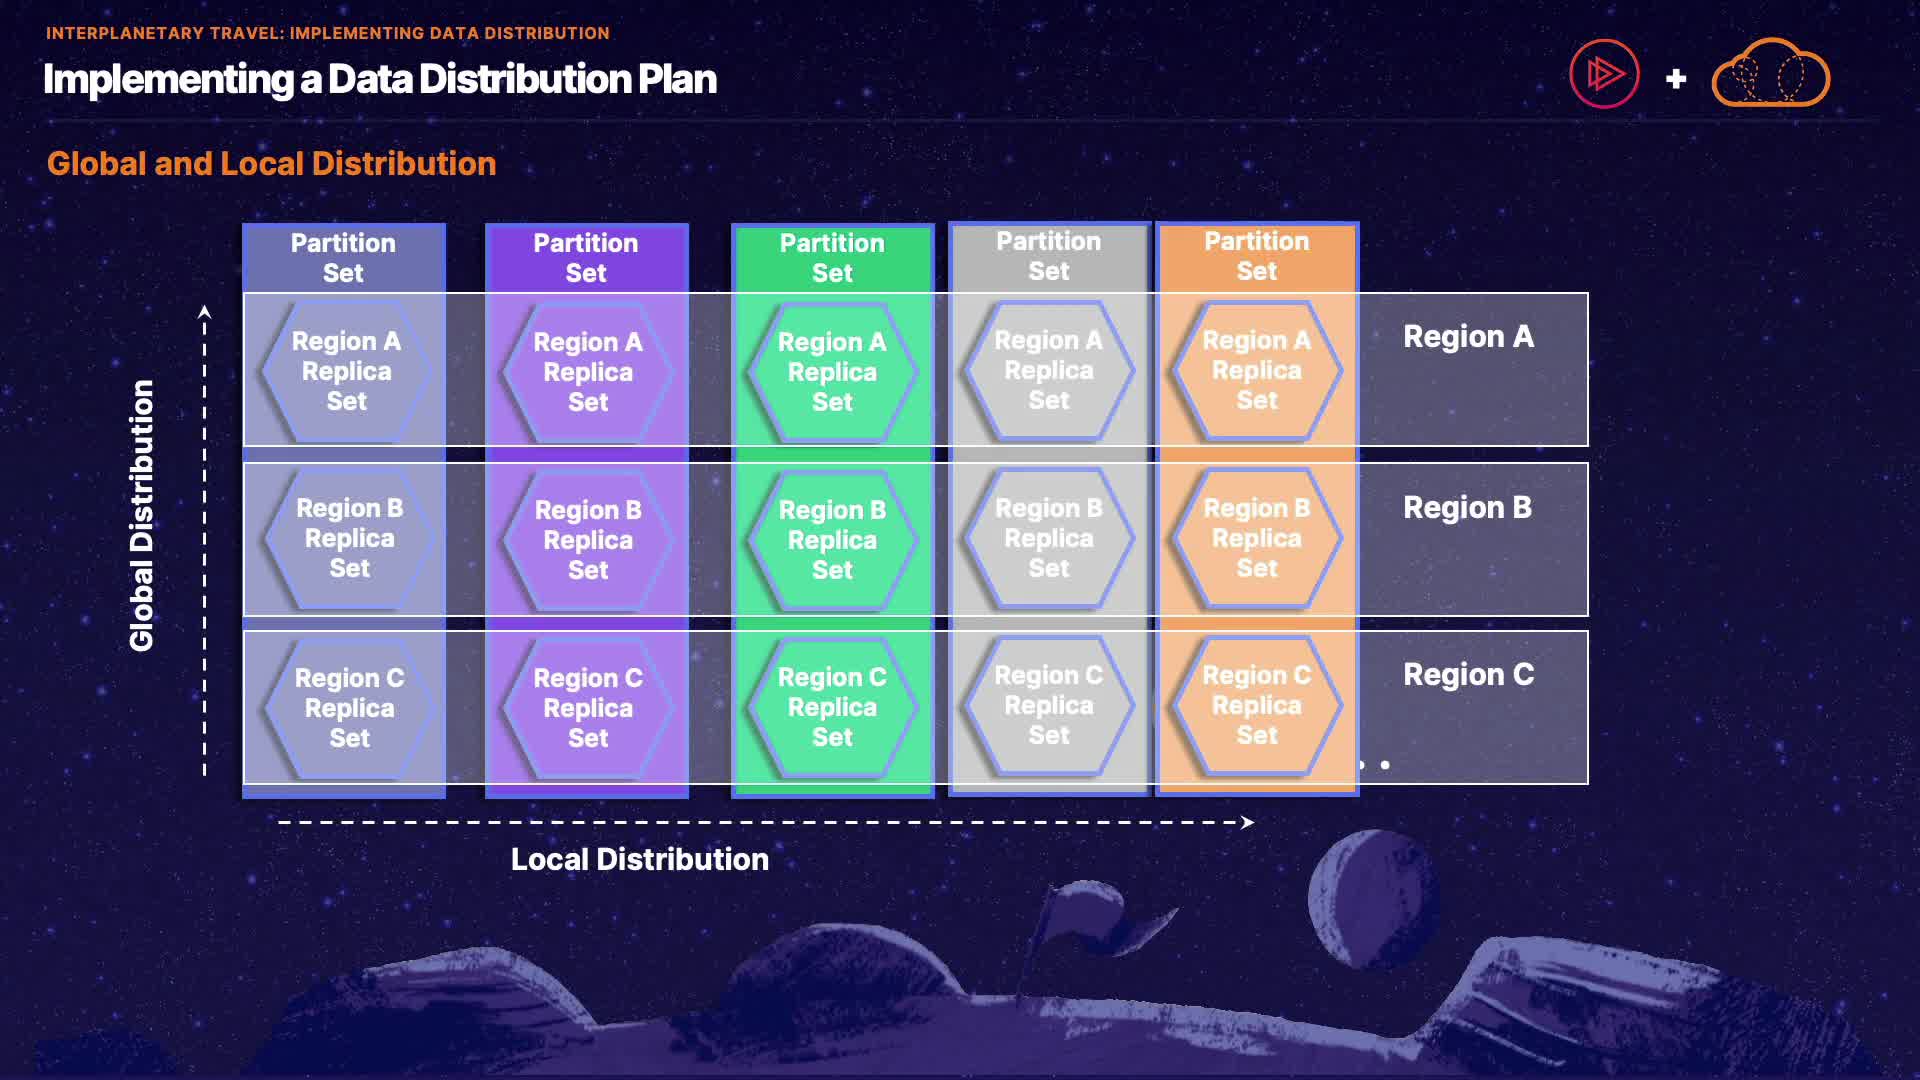 INTERPLANETARY TRAVEL: IMPLEMENTING DATA DISTRIBUTION
Implementing a Data Distribution Plan
+
Global and Local Distribution
Partition
Set
Partition
Set
Partition
Set
Partition
Set
Partition
Set
Region A
Replica
Set
Region A
Replica
Set
Region A
Replica
Set
Region A
Replica
Set
Region A
Replica
Set
Region A
Region B
Replica
Set
Region B
Replica
Set
Region B
Replica
Set
Region B
Replica
Set
Region B
Replica
Set
Region B
Region C
Replica
Set
Region C
Replica
Set
Region C
Replica
Set
Region C
Replica
Set
Region C
Replica
Set
Region C
Global Distribution
Local Distribution